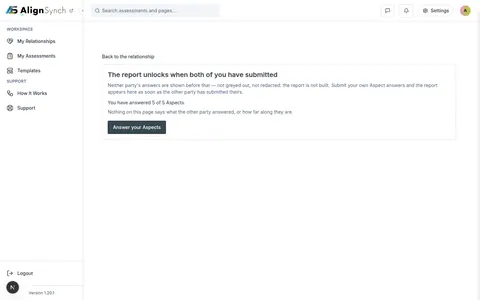 AlignSynch
Search assessments and pages...
Settings
A
WORKSPACE
My Relationships
My Assessments
Templates
SUPPORT
How It Works
Support
Back to the relationship
The report unlocks when both of you have submitted
Neither party's answers are shown before that — not greyed out, not redacted: the report is not built. Submit your own Aspect answers and the report
appears here as soon as the other party has submitted theirs.
You have answered 5 of 5 Aspects.
Nothing on this page says what the other party answered, or how far along they are.
Answer your Aspects
Logout
N
Version 1.20.1